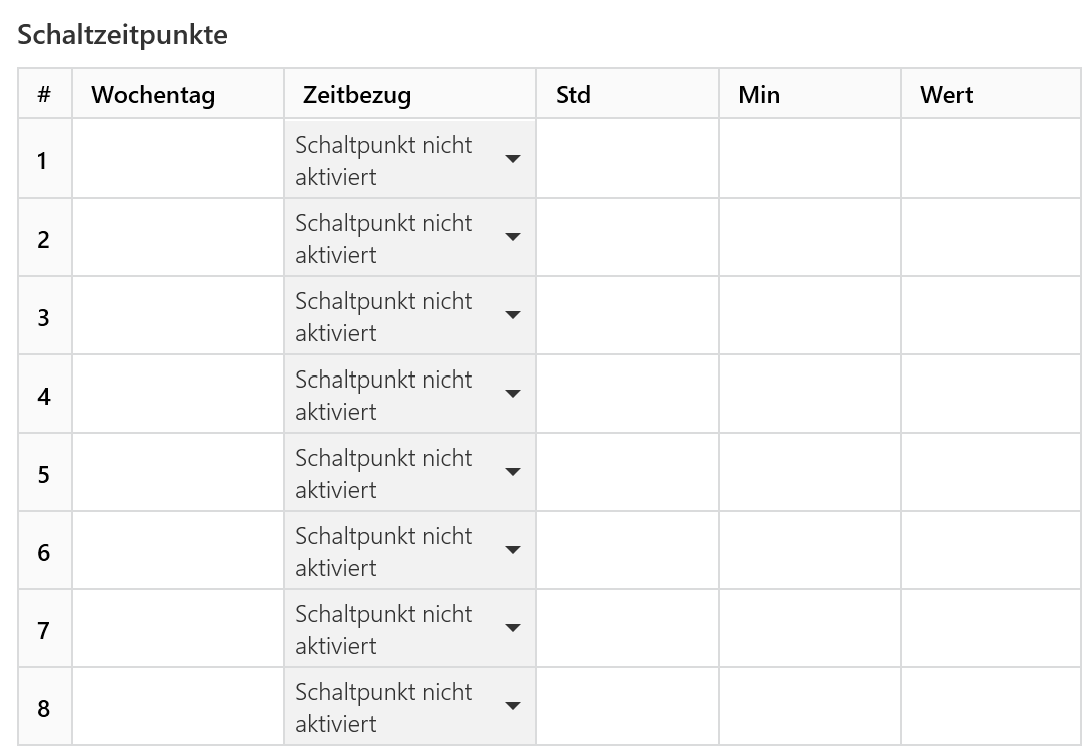 Schaltzeitpunkte
# Wochentag Zeitbezug Std Min Wert
1 Schaltpunkt nicht
aktiviert
2 Schaltpunkt nicht
aktiviert
3 Schaltpunkt nicht
aktiviert
4 Schaltpunkt nicht
aktiviert
5 Schaltpunkt nicht
aktiviert
6 Schaltpunkt nicht
aktiviert
7 Schaltpunkt nicht
aktiviert
8 Schaltpunkt nicht
aktiviert